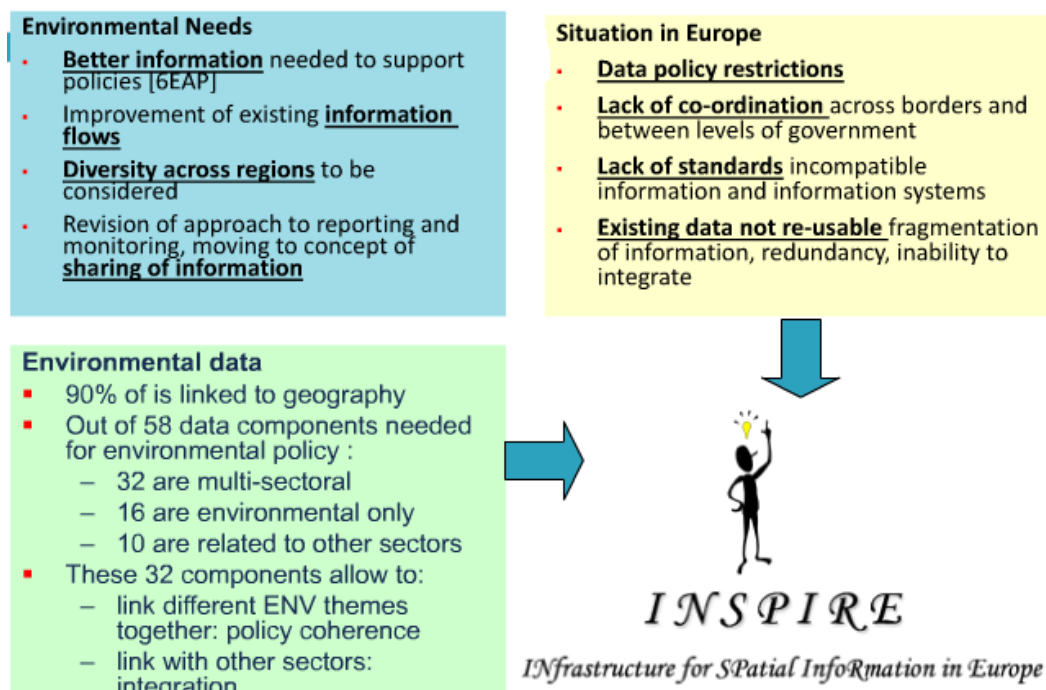 Environmental Needs
Better information needed to support
policies [6EAP]
Improvement of existing information
flows
Diversity across regions to be
considered
Revision of approach to reporting and
monitoring, moving to concept of
sharing of information
Situation in Europe
Data policy restrictions
Lack of co-ordination across borders and
between levels of government
Lack of standards incompatible
information and information systems
Existing data not re-usable fragmentation
of information, redundancy, inability to
integrate
Environmental data
90% of is linked to geography
Out of 58 data components needed
for environmental policy :
– 32 are multi-sectoral
– 16 are environmental only
– 10 are related to other sectors
These 32 components allow to:
– link different ENV themes
together: policy coherence
– link with other sectors:
integration
INSPIRE
INfrastructure for SPatial InfoRmation in Europe